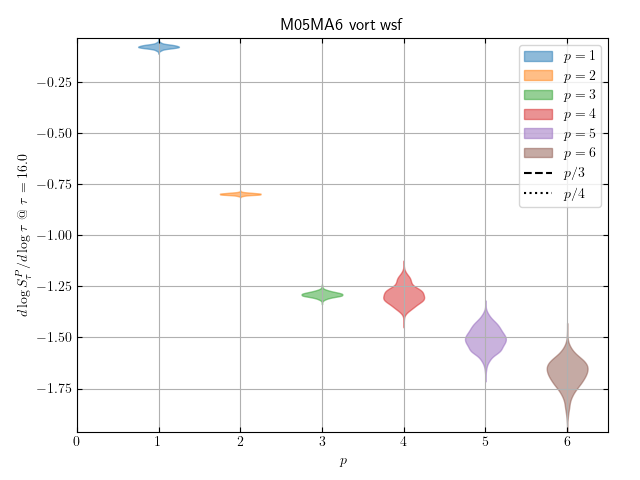 M05MA6 vort wsf
d log S_τ^P / d log τ @ τ = 16.0
−0.25
−0.50
−0.75
−1.00
−1.25
−1.50
−1.75
p = 1
p = 2
p = 3
p = 4
p = 5
p = 6
p/3
p/4
0 1 2 3 4 5 6
p